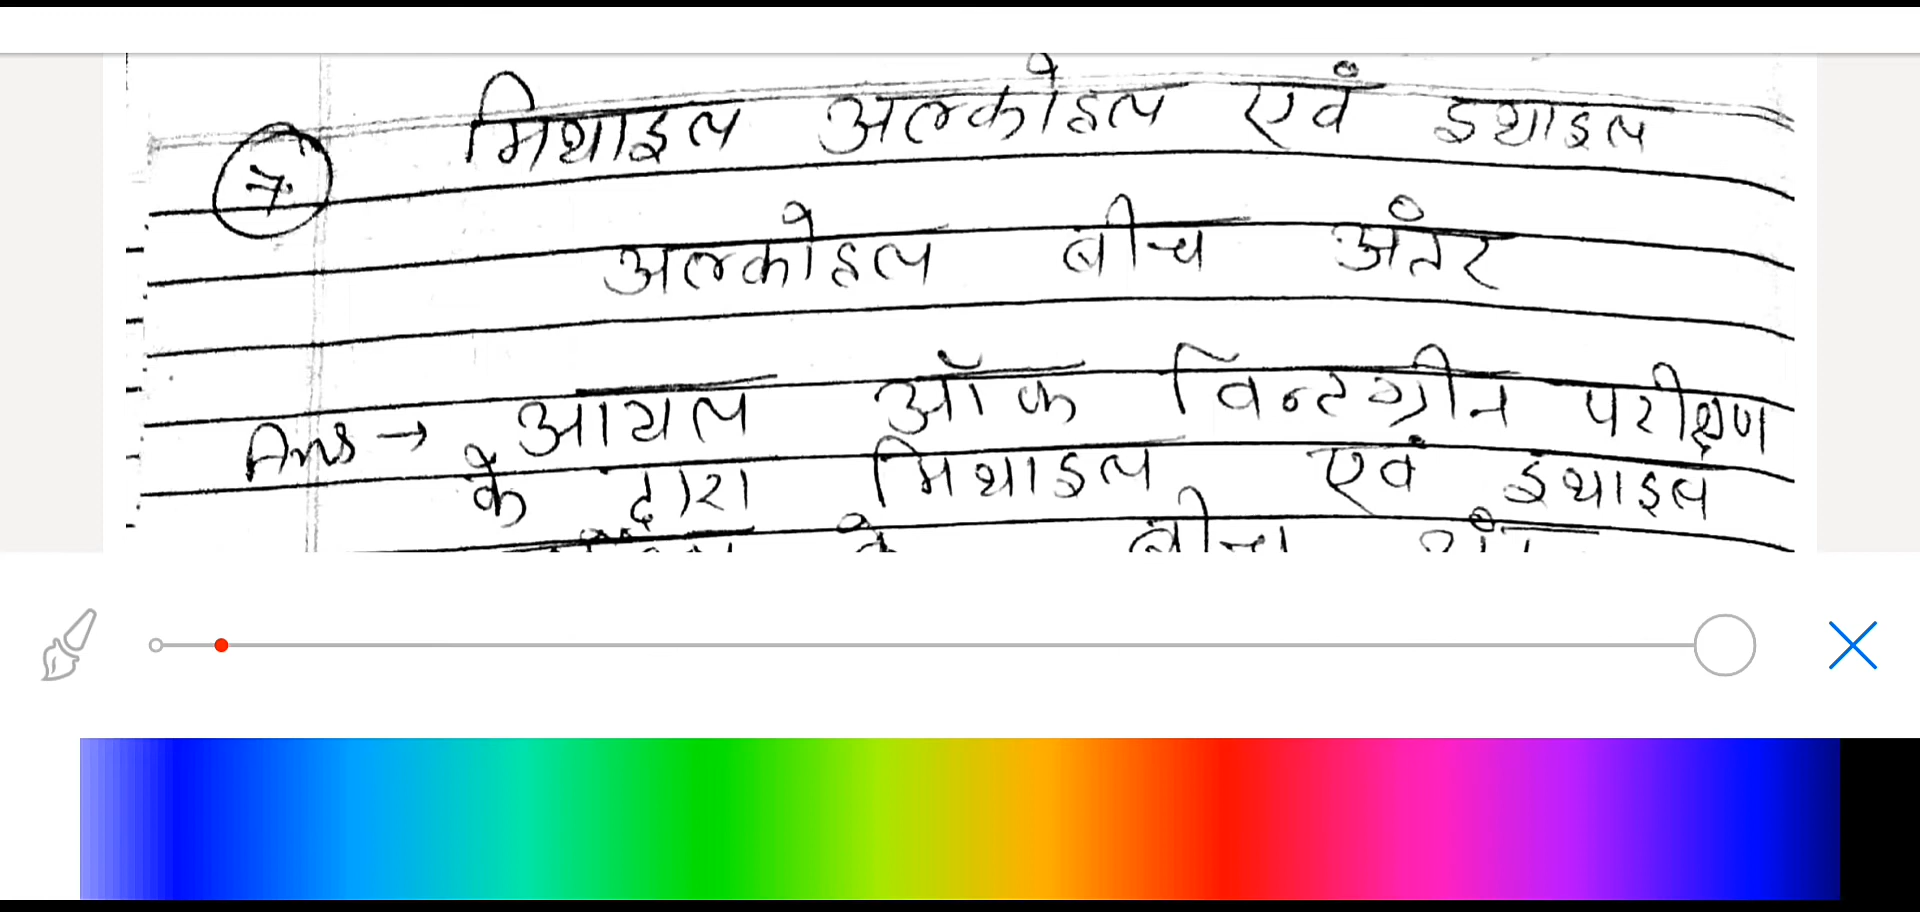 7. मिथाइल अल्कोहल एवं इथाइल
अल्कोहल बीच अंतर
Ans → आयल ऑफ विन्टग्रीन परीक्षण
के द्वारा मिथाइल एवं इथाइल
के बीच